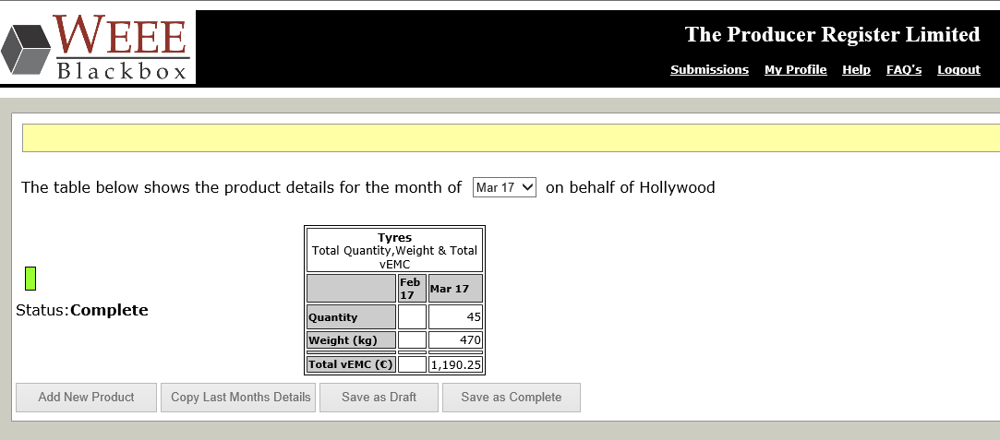 WEEE
Blackbox
The Producer Register Limited
Submissions My Profile Help FAQ's Logout
The table below shows the product details for the month of Mar 17 on behalf of Hollywood
Tyres
Total Quantity,Weight & Total
vEMC
Feb
17 Mar 17
Quantity 45
Weight (kg) 470
Total vEMC (€) 1,190.25
Status:Complete
Add New Product Copy Last Months Details Save as Draft Save as Complete